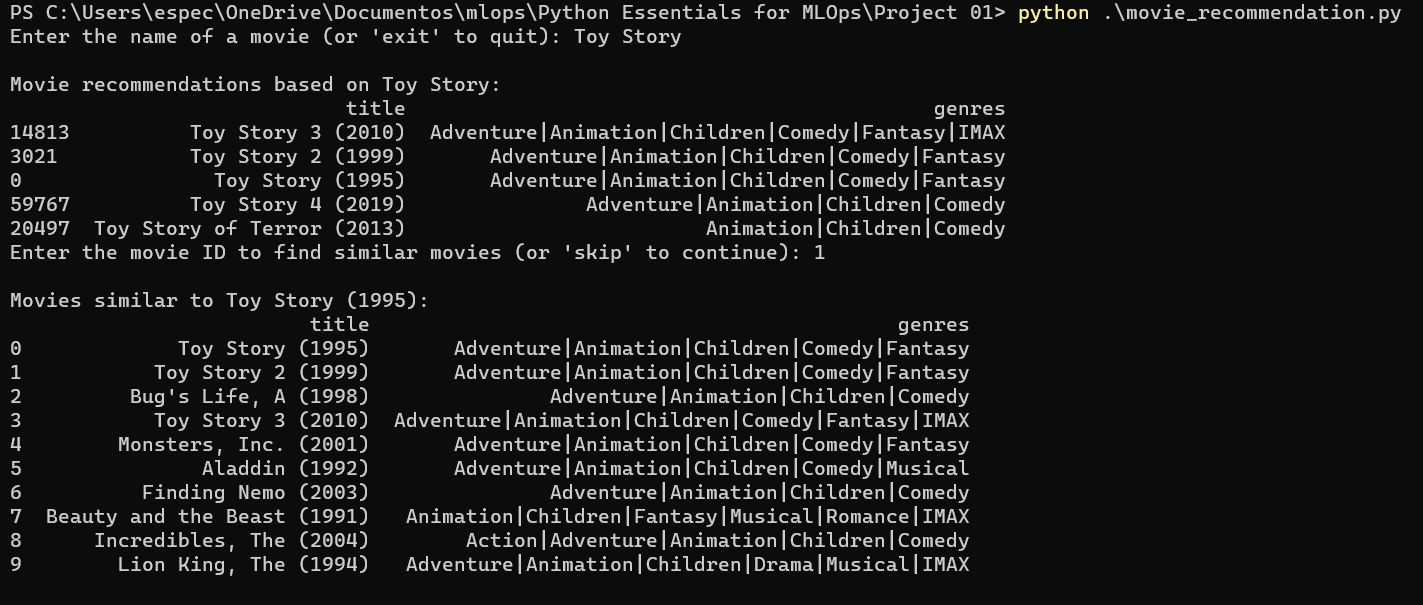 PS C:\Users\espec\OneDrive\Documentos\mlops\Python Essentials for MLOps\Project 01> python .\movie_recommendation.py
Enter the name of a movie (or 'exit' to quit): Toy Story
Movie recommendations based on Toy Story:
title genres
14813 Toy Story 3 (2010) Adventure|Animation|Children|Comedy|Fantasy|IMAX
3021 Toy Story 2 (1999) Adventure|Animation|Children|Comedy|Fantasy
0 Toy Story (1995) Adventure|Animation|Children|Comedy|Fantasy
59767 Toy Story 4 (2019) Adventure|Animation|Children|Comedy
20497 Toy Story of Terror (2013) Animation|Children|Comedy
Enter the movie ID to find similar movies (or 'skip' to continue): 1
Movies similar to Toy Story (1995):
title genres
0 Toy Story (1995) Adventure|Animation|Children|Comedy|Fantasy
1 Toy Story 2 (1999) Adventure|Animation|Children|Comedy|Fantasy
2 Bug's Life, A (1998) Adventure|Animation|Children|Comedy
3 Toy Story 3 (2010) Adventure|Animation|Children|Comedy|Fantasy|IMAX
4 Monsters, Inc. (2001) Adventure|Animation|Children|Comedy|Fantasy
5 Aladdin (1992) Adventure|Animation|Children|Comedy|Musical
6 Finding Nemo (2003) Adventure|Animation|Children|Comedy
7 Beauty and the Beast (1991) Animation|Children|Fantasy|Musical|Romance|IMAX
8 Incredibles, The (2004) Action|Adventure|Animation|Children|Comedy
9 Lion King, The (1994) Adventure|Animation|Children|Drama|Musical|IMAX